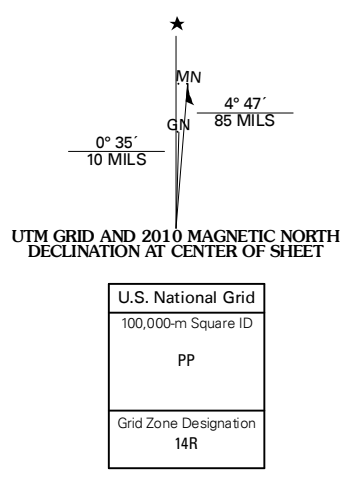 ★
MN
4° 47´
85 MILS
GN
0° 35´
10 MILS
UTM GRID AND 2010 MAGNETIC NORTH
DECLINATION AT CENTER OF SHEET
U.S. National Grid
100,000-m Square ID
PP
Grid Zone Designation
14R